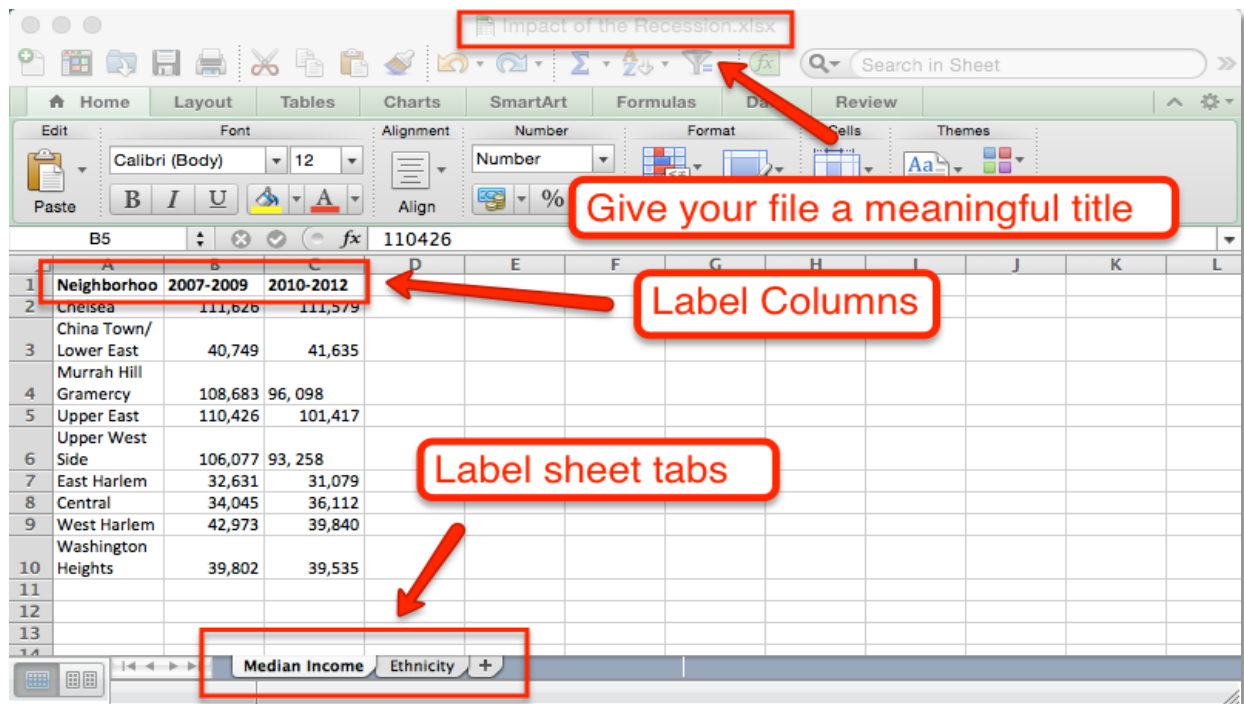 Impact of the Recession.xlsx
Search in Sheet
Home Layout Tables Charts SmartArt Formulas Review
Edit Font Alignment Number Format Cells Themes
Calibri (Body) 12 Number Aa
Paste B I U A Align %
Give your file a meaningful title
B5 fx 110426
A B C D E F G H I J K L
1 Neighborhoo 2007-2009 2010-2012
Label Columns
2 Chelsea 111,626 111,579
China Town/
3 Lower East 40,749 41,635
Murrah Hill
4 Gramercy 108,683 96, 098
5 Upper East 110,426 101,417
Upper West
6 Side 106,077 93, 258
Label sheet tabs
7 East Harlem 32,631 31,079
8 Central 34,045 36,112
9 West Harlem 42,973 39,840
Washington
10 Heights 39,802 39,535
11
12
13
14
Median Income Ethnicity +